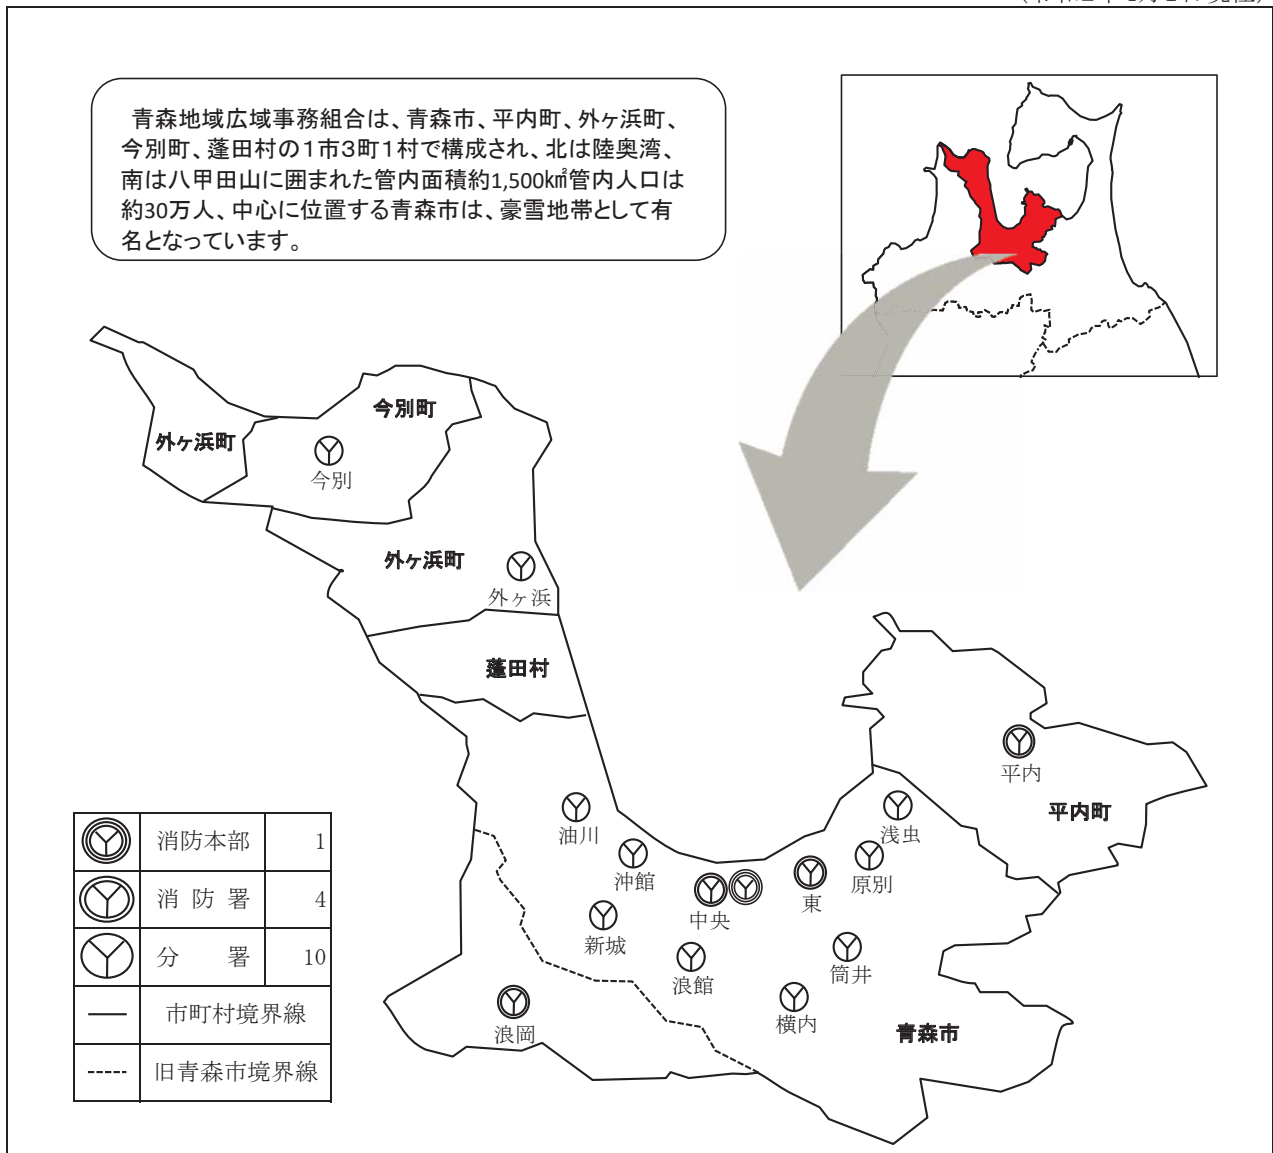 青森地域広域事務組合は、青森市、平内町、外ヶ浜町、
今別町、蓬田村の1市3町1村で構成され、北は陸奥湾、
南は八甲田山に囲まれた管内面積約1,500㎢管内人口は
約30万人、中心に位置する青森市は、豪雪地帯として有
名となっています。
今別町
外ヶ浜町
今別
外ヶ浜町
外ヶ浜
蓬田村
平内
平内町
油川
浅虫
沖館
原別
中央
東
新城
浪館
筒井
横内
浪岡
青森市
消防本部 1
消防署 4
分署 10
市町村境界線
旧青森市境界線